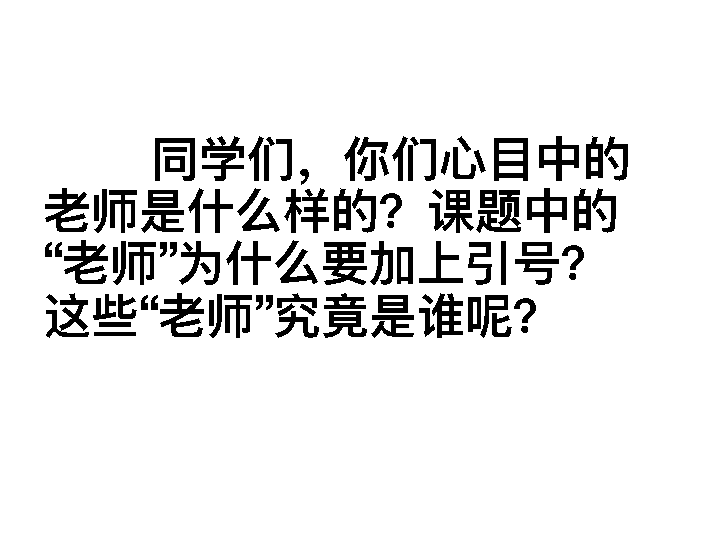 同学们，你们心目中的
老师是什么样的？课题中的
“老师”为什么要加上引号？
这些“老师”究竟是谁呢？